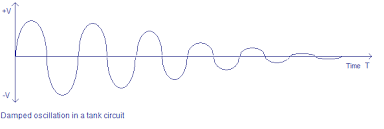 +V
Time T
-V
Damped oscillation in a tank circuit